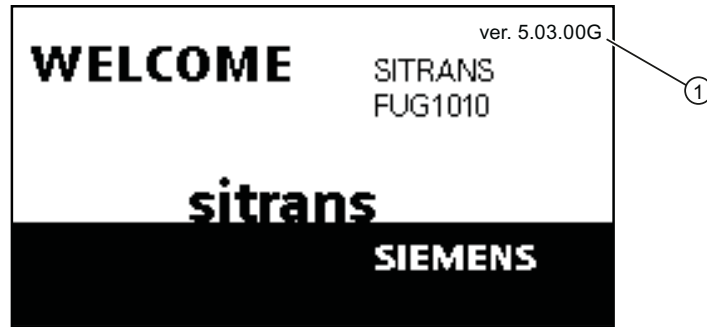 ver. 5.03.00G
WELCOME
SITRANS
FUG1010
1
sitrans
SIEMENS